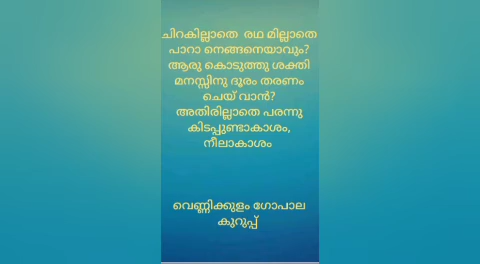 ചിറകില്ലാതെ രഥ മില്ലാതെ
പാറാ നെങ്ങനെയാവും?
ആരു കൊടുത്തു ശക്തി
മനസ്സിനു ദൂരം തരണം
ചെയ് വാൻ?
അതിരില്ലാതെ പരന്നു
കിടപ്പുണ്ടാകാശം,
നീലാകാശം
വെണ്ണിക്കുളം ഗോപാല
കുറുപ്പ്